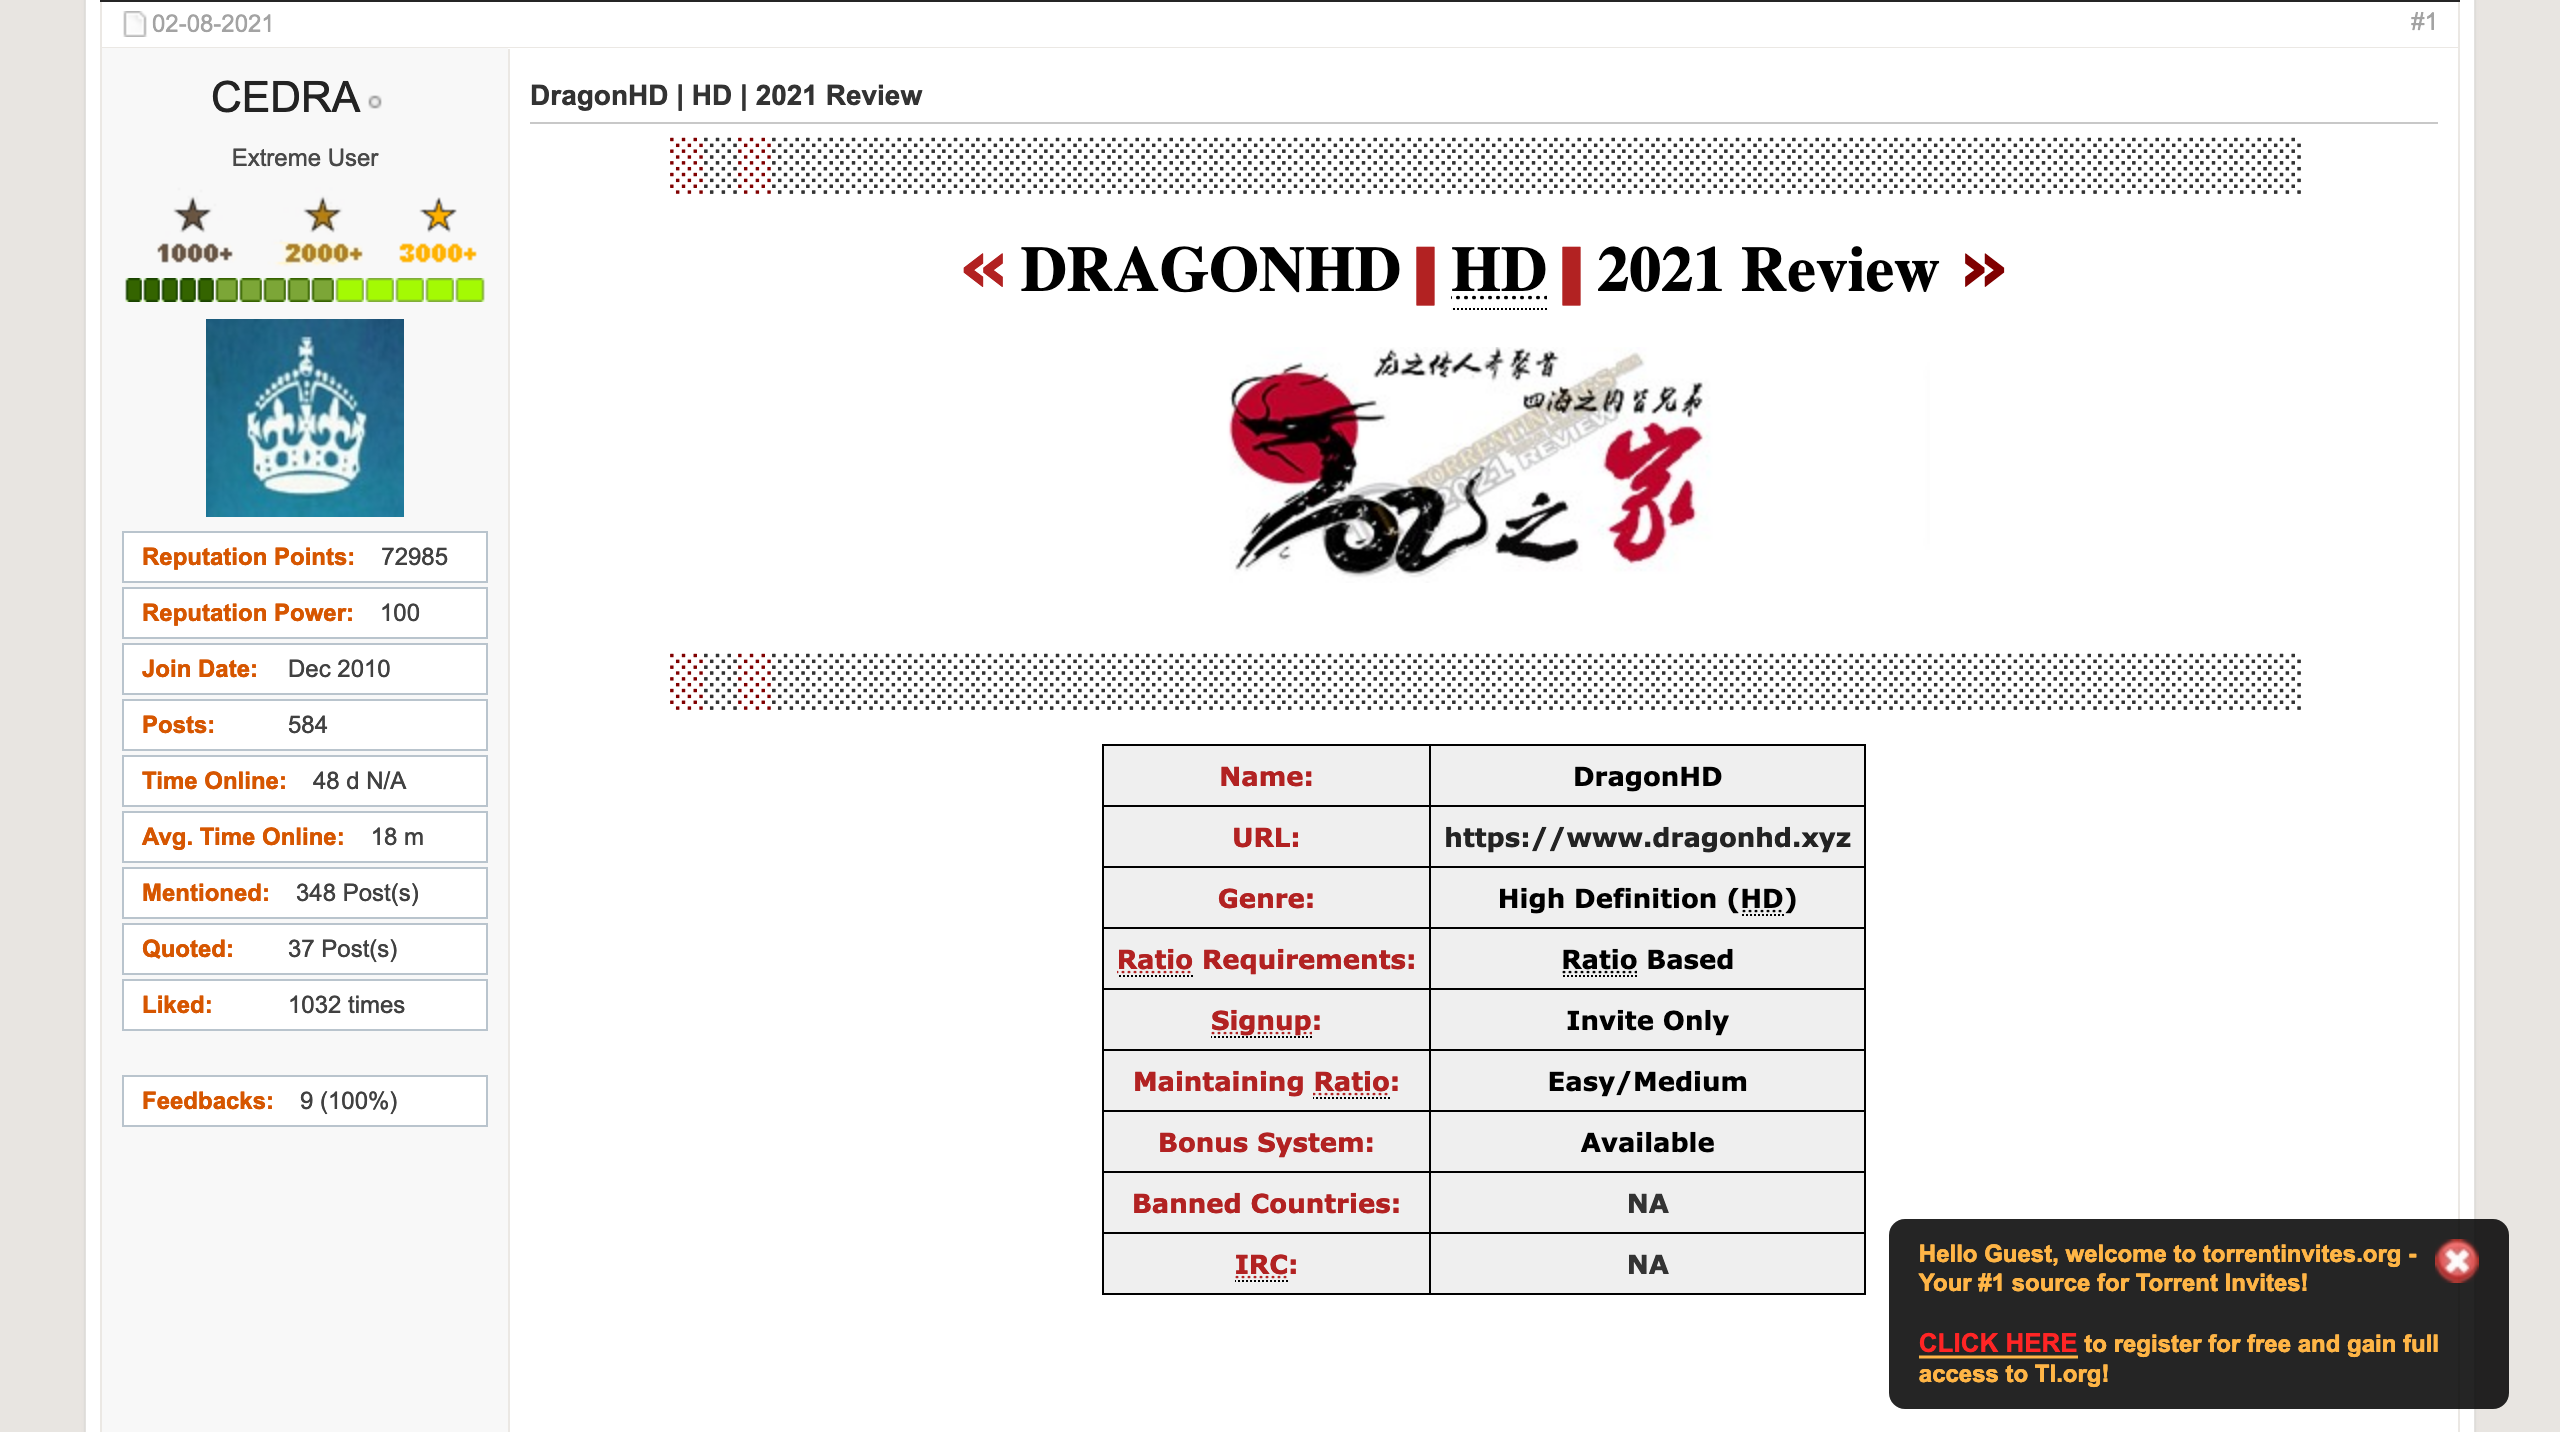 02-08-2021
#1
CEDRA
Extreme User
1000+ 2000+ 3000+
Reputation Points: 72985
Reputation Power: 100
Join Date: Dec 2010
Posts: 584
Time Online: 48 d N/A
Avg. Time Online: 18 m
Mentioned: 348 Post(s)
Quoted: 37 Post(s)
Liked: 1032 times
Feedbacks: 9 (100%)
DragonHD | HD | 2021 Review
« DRAGONHD | HD | 2021 Review »
龙之传人齐聚首
四海之内皆兄弟
龙之家
2021 REVIEW
Name: DragonHD
URL: https://www.dragonhd.xyz
Genre: High Definition (HD)
Ratio Requirements: Ratio Based
Signup: Invite Only
Maintaining Ratio: Easy/Medium
Bonus System: Available
Banned Countries: NA
IRC: NA
Hello Guest, welcome to torrentinvites.org -
Your #1 source for Torrent Invites!
CLICK HERE to register for free and gain full
access to TI.org!